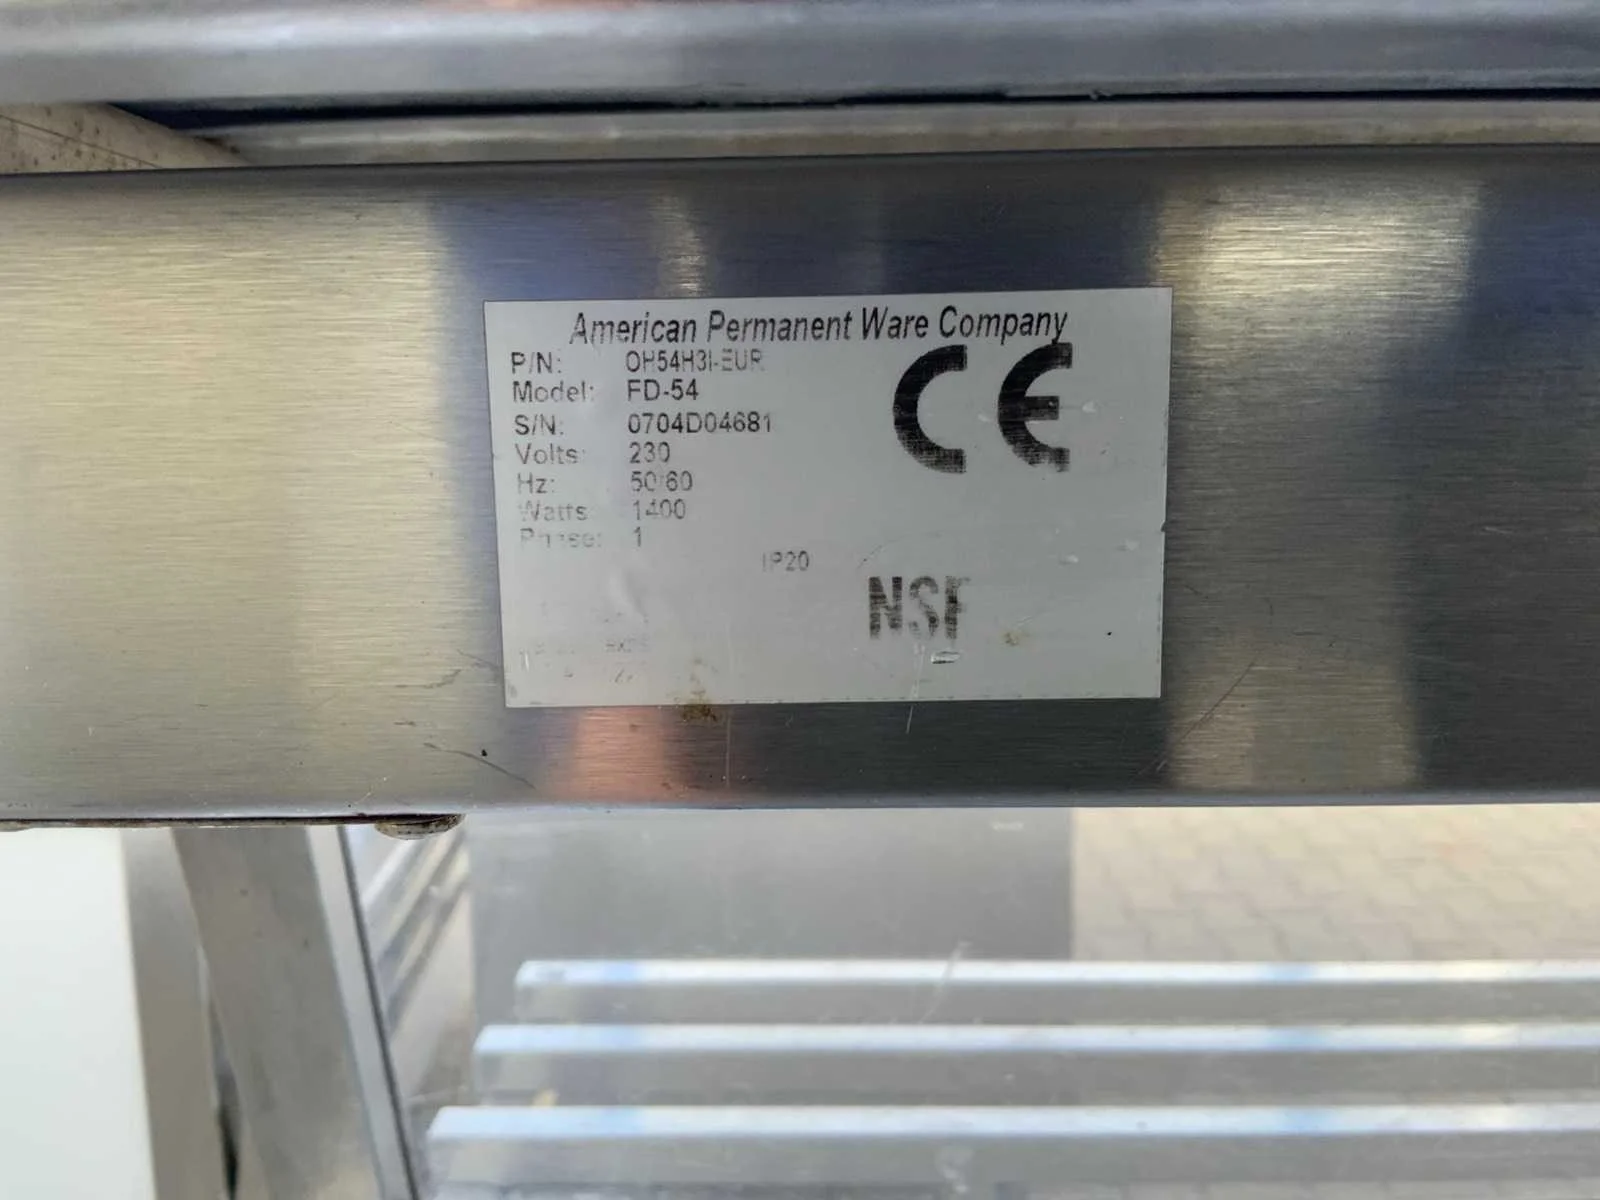 American Permanent Ware Company
P/N: OH54H3I-EUR
CE
Model: FD-54
S/N: 0704D04681
Volts: 230
Hz: 50/60
Watts 1400
Phase: 1
IP20
NSF